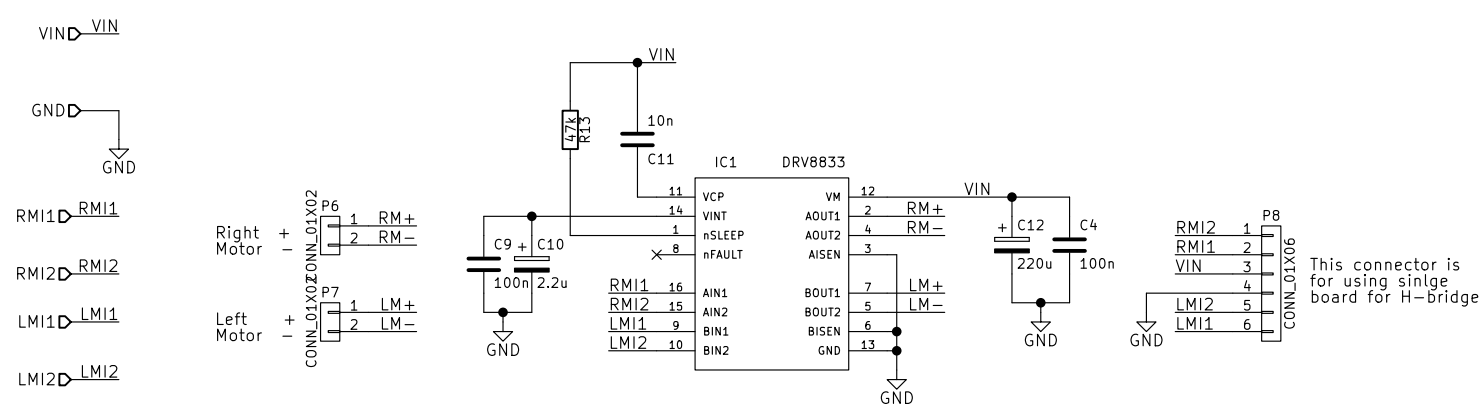 VIN VIN
GND
GND
RMI1 RMI1
RMI2 RMI2
LMI1 LMI1
LMI2 LMI2
Right +
Motor −
P6
CONN_01X02
1 RM+
2 RM−
Left +
Motor −
P7
CONN_01X02
1 LM+
2 LM−
VIN
47k
R13
10n
C11
C9
100n
+ C10
2.2u
GND
IC1 DRV8833
11 VCP
14 VINT
1 nSLEEP
8 nFAULT
RMI1 16 AIN1
RMI2 15 AIN2
LMI1 9 BIN1
LMI2 10 BIN2
VM 12 VIN
AOUT1 2 RM+
AOUT2 4 RM−
AISEN 3
BOUT1 7 LM+
BOUT2 5 LM−
BISEN 6
GND 13
GND
+ C12
220u
C4
100n
GND
P8
CONN_01X06
RMI2 1
RMI1 2
VIN 3
4
LMI2 5
LMI1 6
GND
This connector is
for using sinlge
board for H−bridge